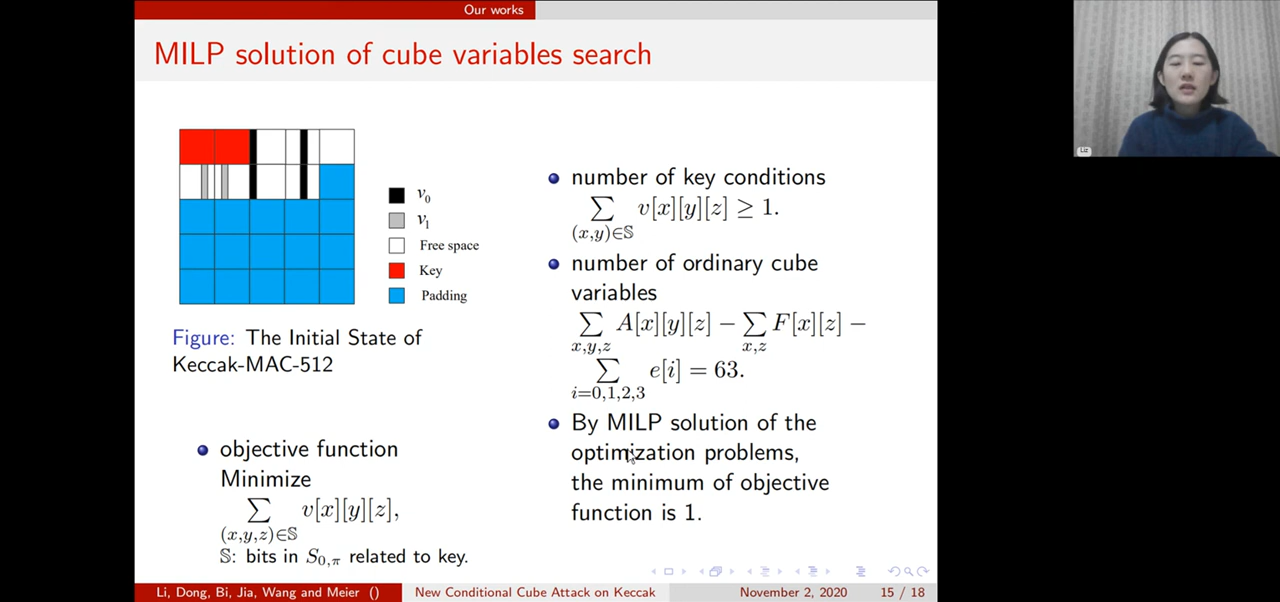 Our works
MILP solution of cube variables search
v₀
v₁
Free space
Key
Padding
Figure: The Initial State of
Keccak-MAC-512
objective function
Minimize
∑ v[x][y][z],
(x,y,z)∈𝕊
𝕊: bits in S₀,π related to key.
number of key conditions
∑ v[x][y][z] ≥ 1.
(x,y)∈𝕊
number of ordinary cube
variables
∑ A[x][y][z] − ∑ F[x][z] −
x,y,z x,z
∑ e[i] = 63.
i=0,1,2,3
By MILP solution of the
optimization problems,
the minimum of objective
function is 1.
Li, Dong, Bi, Jia, Wang and Meier () New Conditional Cube Attack on Keccak November 2, 2020 15 / 18
Liz